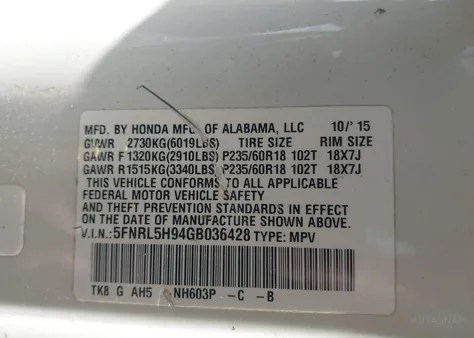 MFD. BY HONDA MFG. OF ALABAMA, LLC 10/'15
GVWR 2730KG(6019LBS) TIRE SIZE RIM SIZE
GAWR F 1320KG(2910LBS) P235/60R18 102T 18X7J
GAWR R 1515KG(3340LBS) P235/60R18 102T 18X7J
THIS VEHICLE CONFORMS TO ALL APPLICABLE
FEDERAL MOTOR VEHICLE SAFETY
AND THEFT PREVENTION STANDARDS IN EFFECT
ON THE DATE OF MANUFACTURE SHOWN ABOVE.
V.I.N.: 5FNRL5H94GB036428 TYPE: MPV
TK8 G AH5 NH603P -C -B